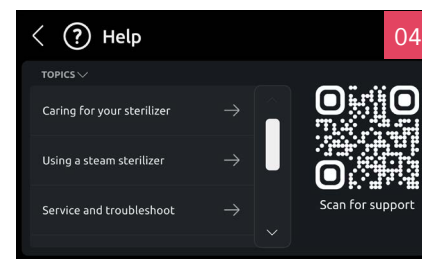 ? Help
04
TOPICS
Caring for your sterilizer
Using a steam sterilizer
Service and troubleshoot
Scan for support